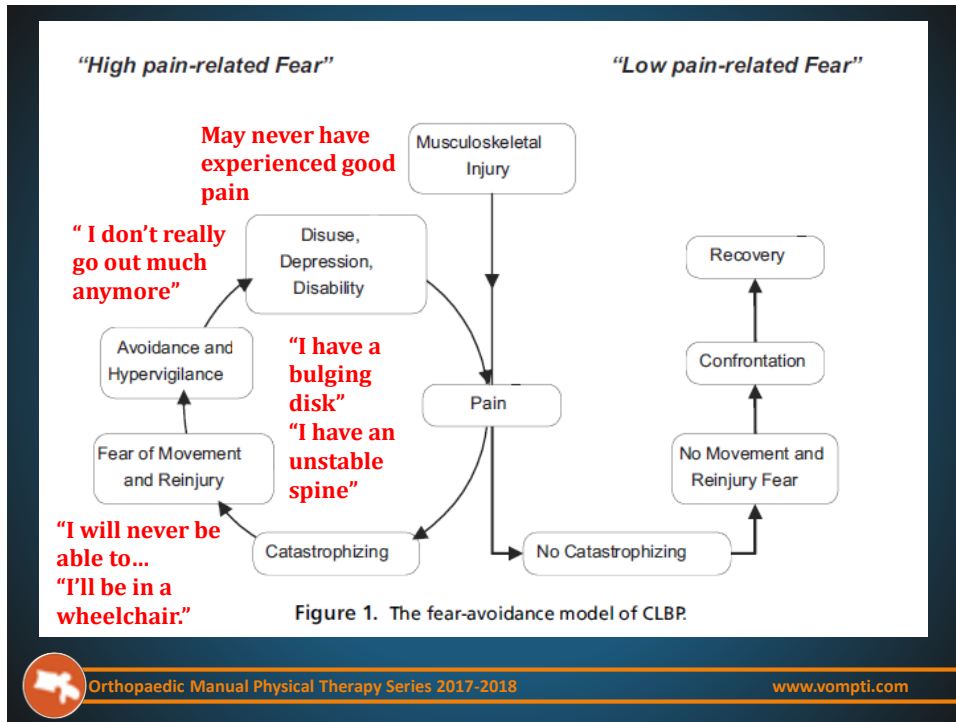 “High pain-related Fear”
“Low pain-related Fear”
May never have
experienced good
pain
Musculoskeletal
Injury
“ I don’t really
go out much
anymore”
Disuse,
Depression,
Disability
Recovery
Avoidance and
Hypervigilance
“I have a
bulging
disk”
“I have an
unstable
spine”
Confrontation
Pain
Fear of Movement
and Reinjury
No Movement and
Reinjury Fear
“I will never be
able to…
“I’ll be in a
wheelchair.”
Catastrophizing
No Catastrophizing
Figure 1. The fear-avoidance model of CLBP.
Orthopaedic Manual Physical Therapy Series 2017-2018
www.vompti.com